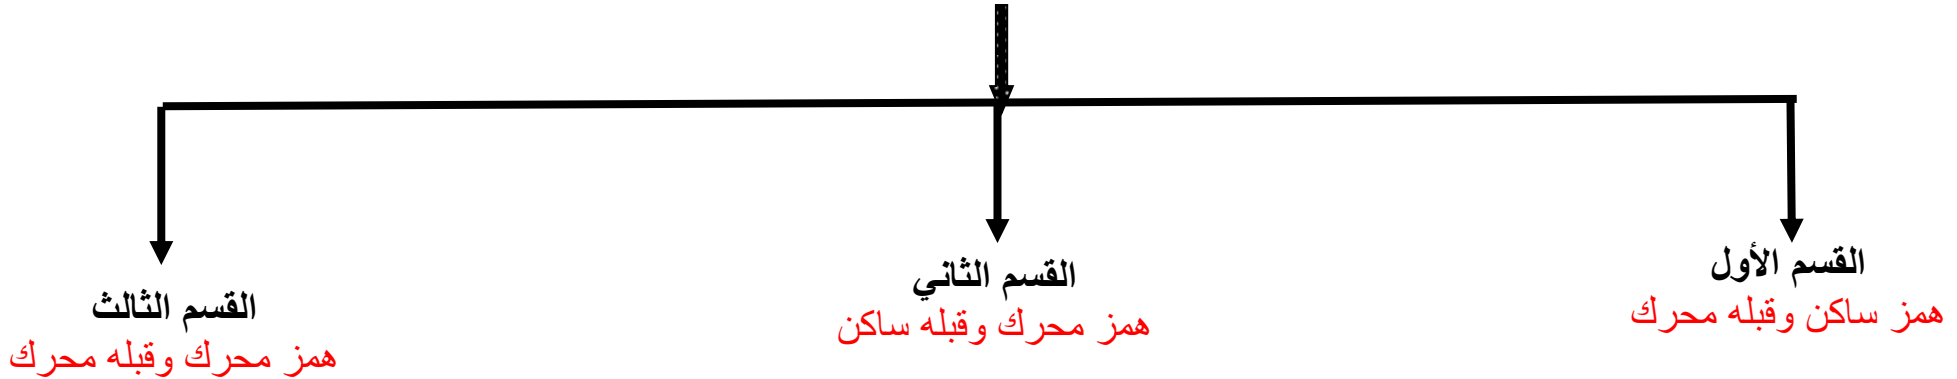 القسم الأول
همز ساكن وقبله محرك
القسم الثاني
همز محرك وقبله ساكن
القسم الثالث
همز محرك وقبله محرك